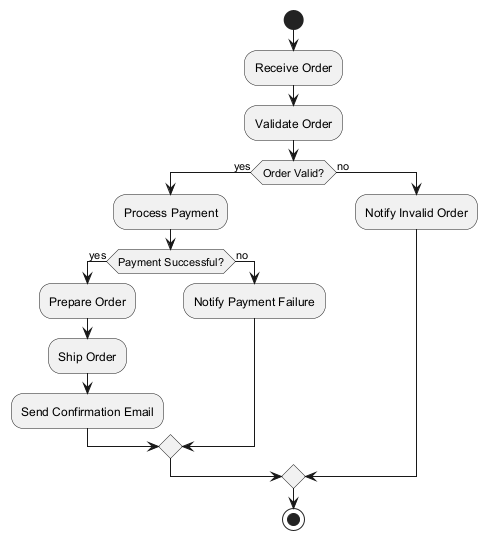 Receive Order
Validate Order
yes
Order Valid?
no
Process Payment
Notify Invalid Order
yes
Payment Successful?
no
Prepare Order
Notify Payment Failure
Ship Order
Send Confirmation Email